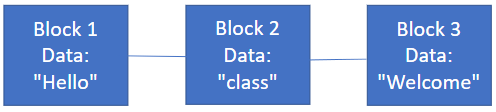 Block 1
Data:
"Hello"
Block 2
Data:
"class"
Block 3
Data:
"Welcome"